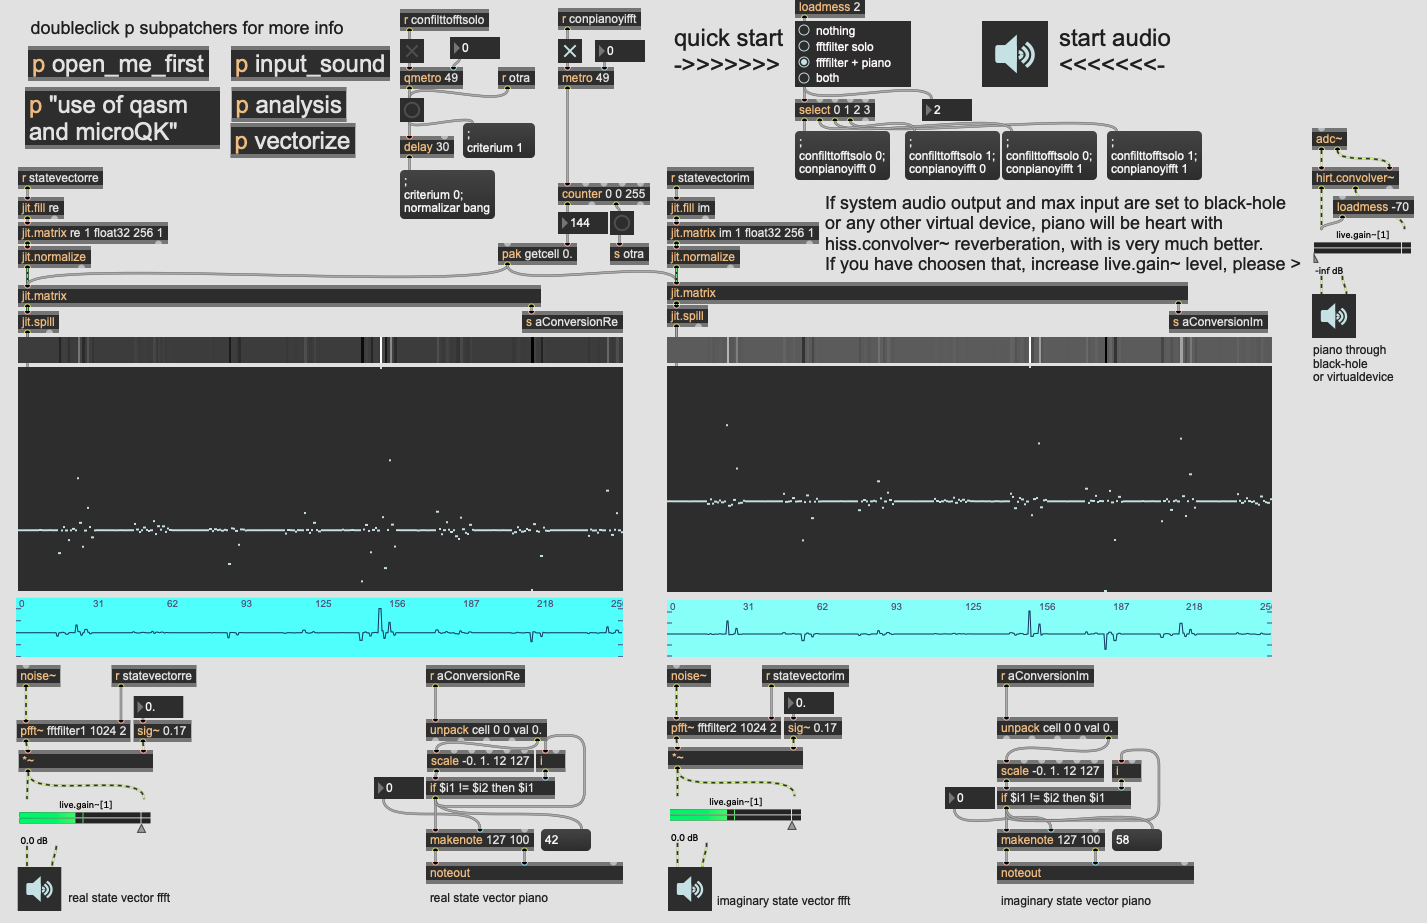 doubleclick p subpatchers for more info
p open_me_first
p input_sound
p "use of qasm
and microQK"
p analysis
p vectorize
r confilttofftsolo
0
qmetro 49
r otra
delay 30
;
criterium 1
;
criterium 0;
normalizar bang
r conpianoyifft
0
metro 49
counter 0 0 255
144
pak getcell 0.
s otra
quick start
->>>>>>>
loadmess 2
nothing
fftfilter solo
ffffilter + piano
both
select 0 1 2 3
2
;
confilttofftsolo 0;
conpianoyifft 0
;
confilttofftsolo 1;
conpianoyifft 0
;
confilttofftsolo 0;
conpianoyifft 1
;
confilttofftsolo 1;
conpianoyifft 1
start audio
<<<<<<<-
If system audio output and max input are set to black-hole
or any other virtual device, piano will be heart with
hiss.convolver~ reverberation, with is very much better.
If you have choosen that, increase live.gain~ level, please >
adc~
hirt.convolver~
loadmess -70
live.gain~[1]
-inf dB
piano through
black-hole
or virtualdevice
r statevectorre
jit.fill re
jit.matrix re 1 float32 256 1
jit.normalize
jit.matrix
jit.spill
s aConversionRe
r statevectorim
jit.fill im
jit.matrix im 1 float32 256 1
jit.normalize
jit.matrix
jit.spill
s aConversionIm
0 31 62 93 125 156 187 218 25
0 31 62 93 125 156 187 218 25
noise~
r statevectorre
0.
pfft~ fftfilter1 1024 2
sig~ 0.17
*~
live.gain~[1]
0.0 dB
real state vector ffft
r aConversionRe
unpack cell 0 0 val 0.
scale -0. 1. 12 127
i
0
if $i1 != $i2 then $i1
makenote 127 100
42
noteout
real state vector piano
noise~
r statevectorim
0.
pfft~ fftfilter2 1024 2
sig~ 0.17
*~
live.gain~[1]
0.0 dB
imaginary state vector ffft
r aConversionIm
unpack cell 0 0 val 0.
scale -0. 1. 12 127
i
0
if $i1 != $i2 then $i1
makenote 127 100
58
noteout
imaginary state vector piano